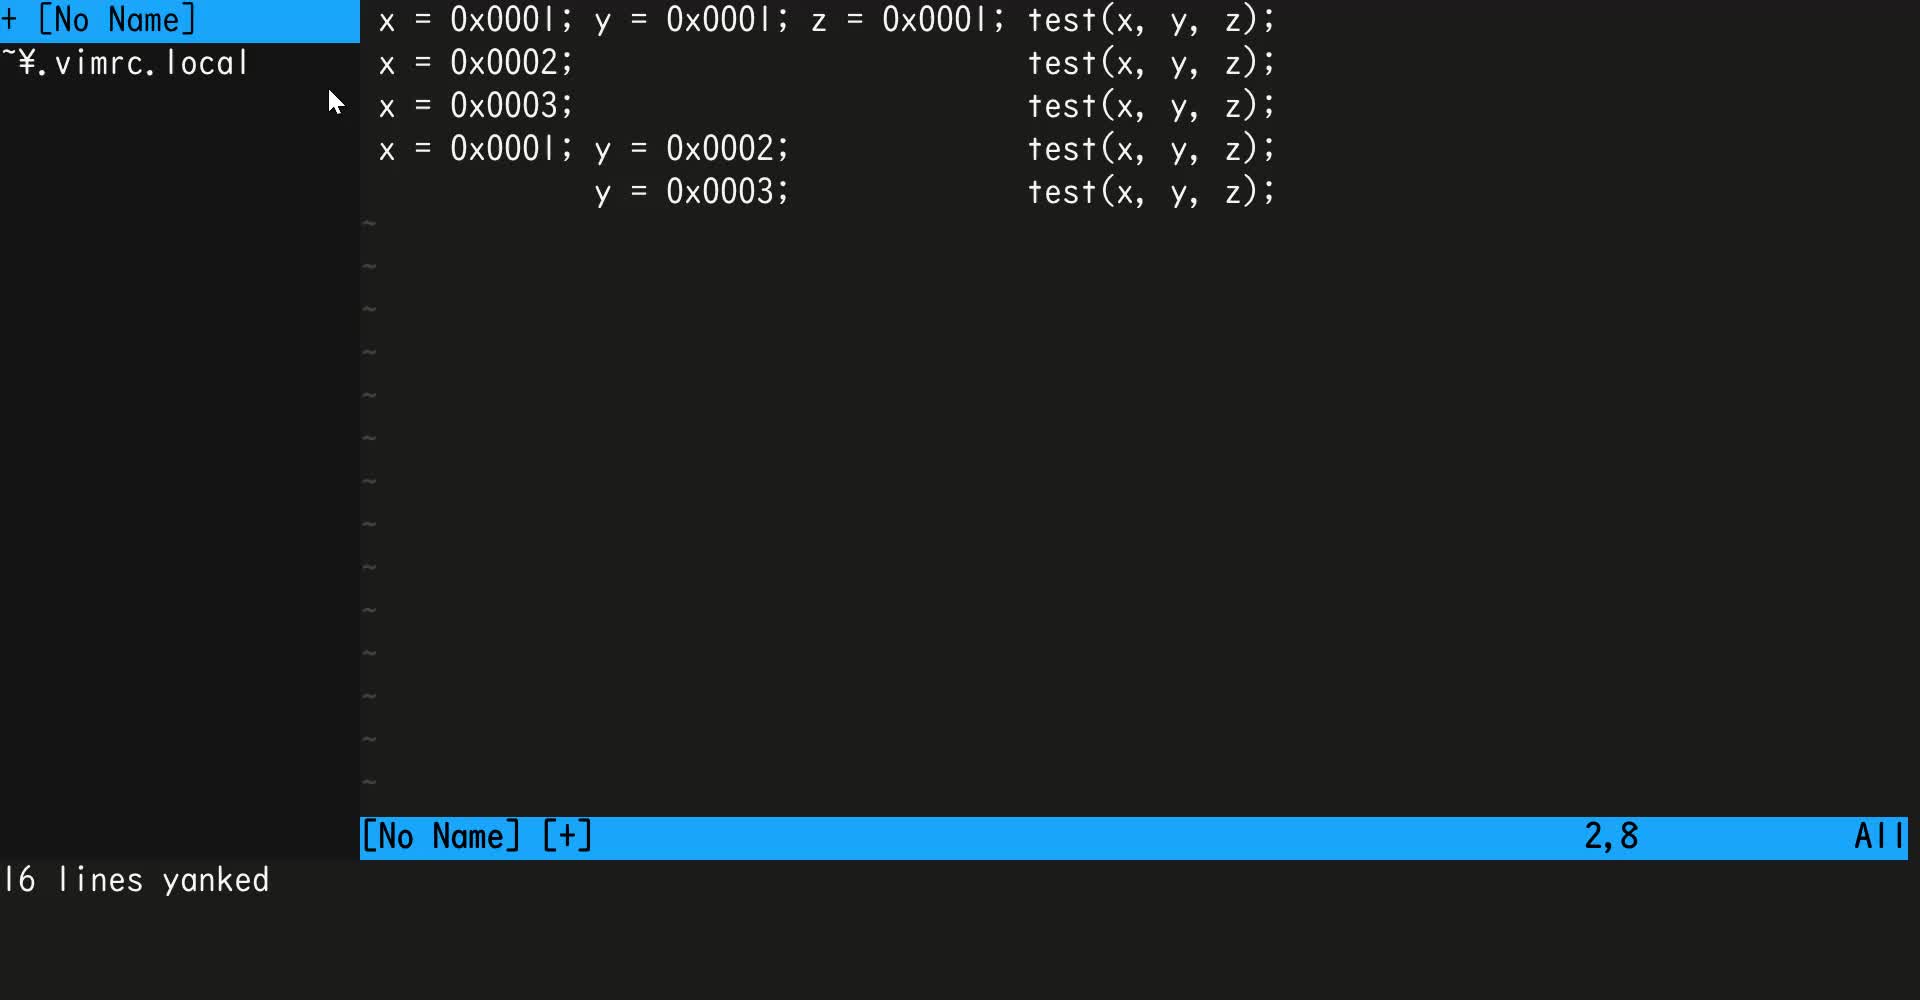 + [No Name]
~¥.vimrc.local
x = 0x0001; y = 0x0001; z = 0x0001; test(x, y, z);
x = 0x0002;                         test(x, y, z);
x = 0x0003;                         test(x, y, z);
x = 0x0001; y = 0x0002;             test(x, y, z);
            y = 0x0003;             test(x, y, z);
~
~
~
~
~
~
~
~
~
~
~
~
~
~
[No Name] [+] 2,8 All
16 lines yanked